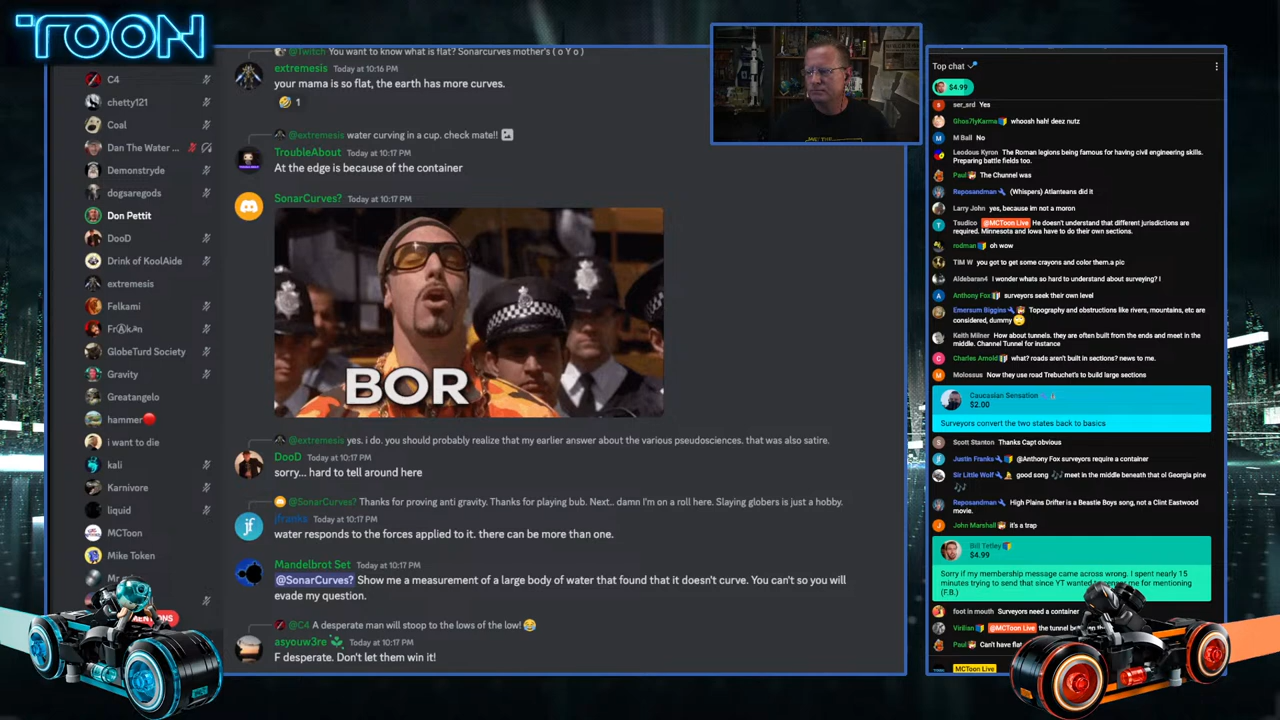 TOON
C4
chetty121
Coal
Dan The Water ...
Demonstryde
dogsaregods
Don Pettit
DooD
Drink of KoolAide
extremesis
Felkami
FrⒶkⒶn
GlobeTurd Society
Gravity
Greatangelo
hammer
i want to die
kali
Karnivore
liquid
MCToon
Mike Token
@Twitch You want to know what is flat? Sonarcurves mother's ( o Y o )
extremesis Today at 10:16 PM
your mama is so flat, the earth has more curves.
1
@extremesis water curving in a cup. check mate!!
TroubleAbout Today at 10:17 PM
At the edge is because of the container
SonarCurves? Today at 10:17 PM
BOR
@extremesis yes. i do. you should probably realize that my earlier answer about the various pseudosciences. that was also satire.
DooD Today at 10:17 PM
sorry... hard to tell around here
@SonarCurves? Thanks for proving anti gravity. Thanks for playing bub. Next.. damn I'm on a roll here. Slaying globers is just a hobby.
jfranks Today at 10:17 PM
water responds to the forces applied to it. there can be more than one.
Mandelbrot Set Today at 10:17 PM
@SonarCurves? Show me a measurement of a large body of water that found that it doesn't curve. You can't so you will
evade my question.
@C4 A desperate man will stoop to the lows of the low!
asyouw3re Today at 10:17 PM
F desperate. Don't let them win it!
Top chat
$4.99
ser_srd Yes
Ghos7lyKarma whoosh hah! deez nutz
M Ball No
Leodous Kyron The Roman legions being famous for having civil engineering skills.
Preparing battle fields too.
Paul The Chunnel was
Reposandman (Whispers) Atlanteans did it
Larry John yes, because im not a moron
Tsudico @MCToon Live He doesn't understand that different jurisdictions are
required. Minnesota and Iowa have to do their own sections.
rodman oh wow
TIM W you got to get some crayons and color them.a pic
Aldebaran4 I wonder whats so hard to understand about surveying? I
Anthony Fox surveyors seek their own level
Emersum Biggins Topography and obstructions like rivers, mountains, etc are
considered, dummy
Keith Milner How about tunnels. they are often built from the ends and meet in the
middle. Channel Tunnel for instance
Charles Arnold what? roads aren't built in sections? news to me.
Molossus Now they use road Trebuchet's to build large sections
Caucasian Sensation
$2.00
Surveyors convert the two states back to basics
Scott Stanton Thanks Capt obvious
Justin Franks @Anthony Fox surveyors require a container
Sir Little Wolf good song meet in the middle beneath that ol Georgia pine
Reposandman High Plains Drifter is a Beastie Boys song, not a Clint Eastwood
movie.
John Marshall it's a trap
Bill Tetley
$4.99
Sorry if my membership message came across wrong. I spent nearly 15
minutes trying to send that since YT wanted me for mentioning
(F.B.)
foot in mouth Surveyors need a container
Virilian @MCToon Live the tunnel
Paul Can't have flat
MCToon Live